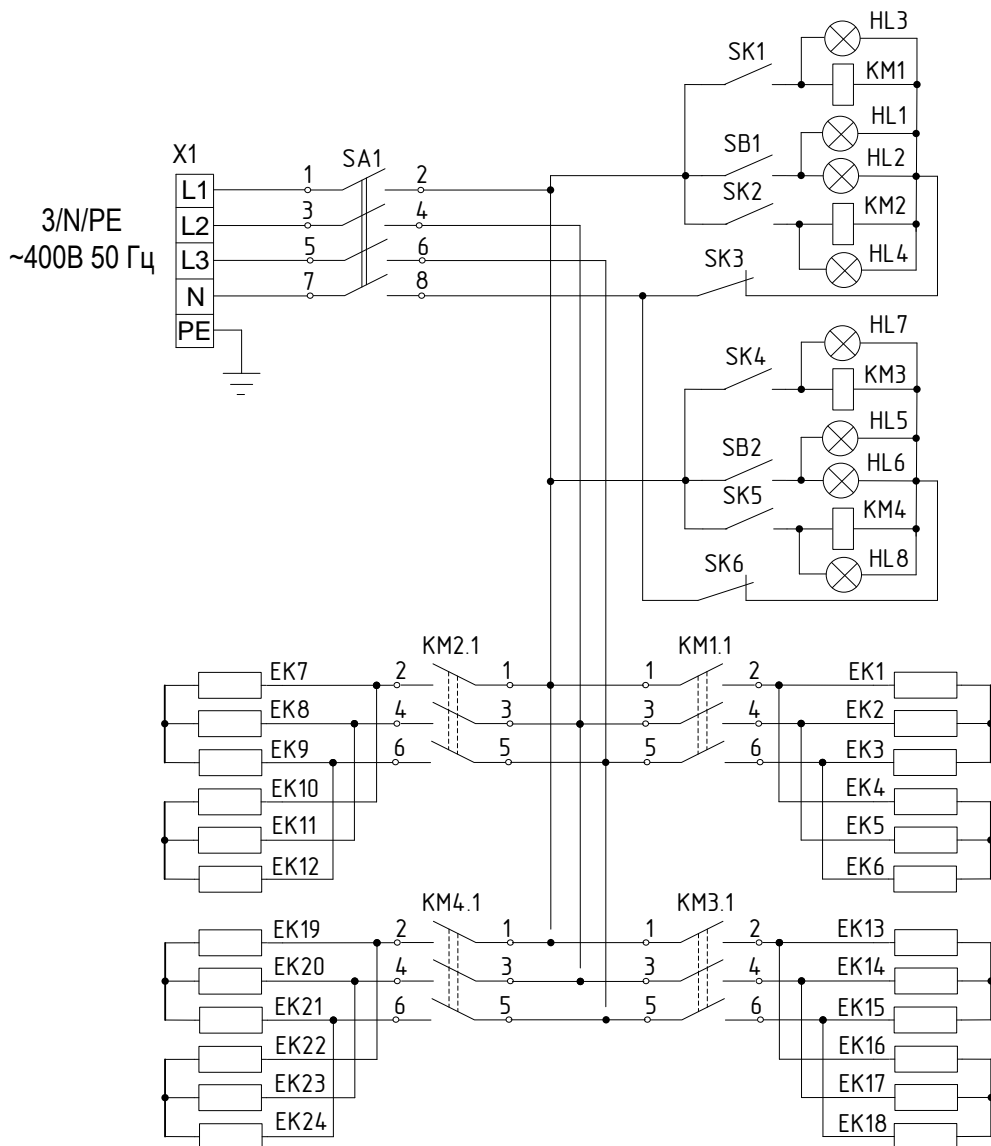 HL3
SK1
KM1
HL1
X1
SA1
SB1
HL2
L1
1
2
SK2
KM2
3/N/PE
L2
3
4
HL4
~400В 50 Гц
L3
5
6
SK3
N
7
8
PE
HL7
SK4
KM3
HL5
SB2
HL6
SK5
KM4
HL8
SK6
KM2.1
KM1.1
EK7
2
1
1
2
EK1
EK8
4
3
3
4
EK2
EK9
6
5
5
6
EK3
EK10
EK4
EK11
EK5
EK12
EK6
KM4.1
KM3.1
EK19
2
1
1
2
EK13
EK20
4
3
3
4
EK14
EK21
6
5
5
6
EK15
EK22
EK16
EK23
EK17
EK24
EK18